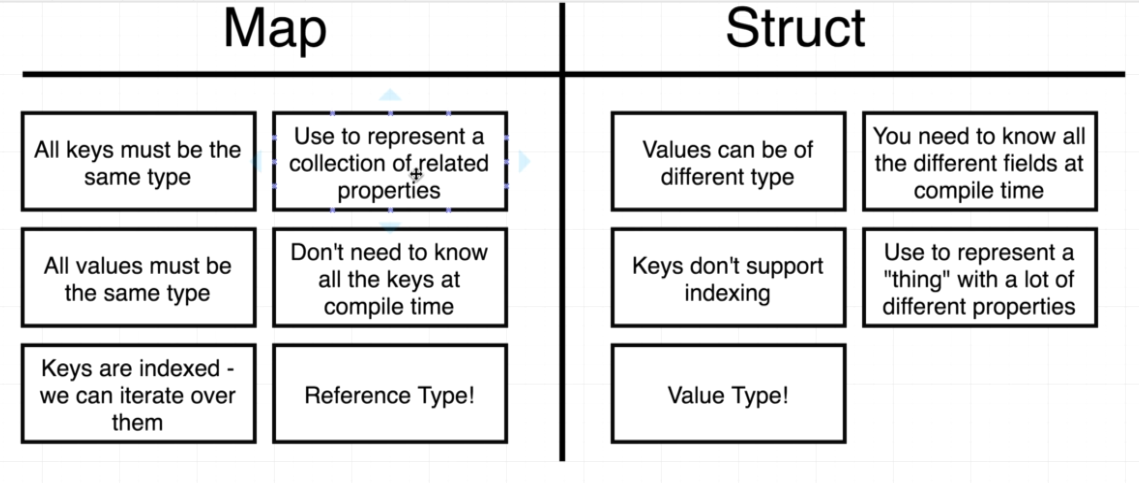 Map
Struct
All keys must be the
same type
Use to represent a
collection of related
properties
Values can be of
different type
You need to know all
the different fields at
compile time
All values must be
the same type
Don't need to know
all the keys at
compile time
Keys don't support
indexing
Use to represent a
"thing" with a lot of
different properties
Keys are indexed -
we can iterate over
them
Reference Type!
Value Type!